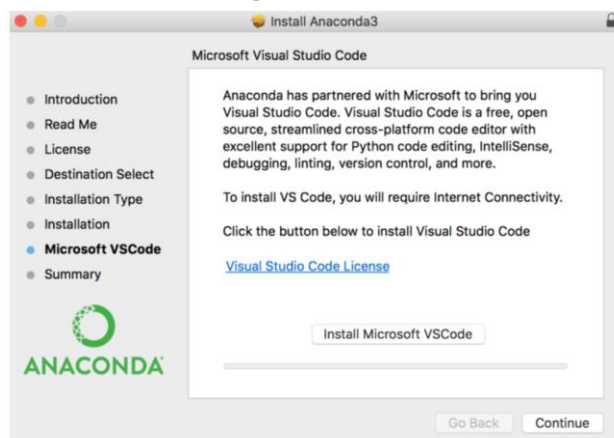 Install Anaconda3
Microsoft Visual Studio Code
Introduction
Read Me
License
Destination Select
Installation Type
Installation
Microsoft VSCode
Summary
ANACONDA
Anaconda has partnered with Microsoft to bring you
Visual Studio Code. Visual Studio Code is a free, open
source, streamlined cross-platform code editor with
excellent support for Python code editing, IntelliSense,
debugging, linting, version control, and more.
To install VS Code, you will require Internet Connectivity.
Click the button below to install Visual Studio Code
Visual Studio Code License
Install Microsoft VSCode
Go Back
Continue